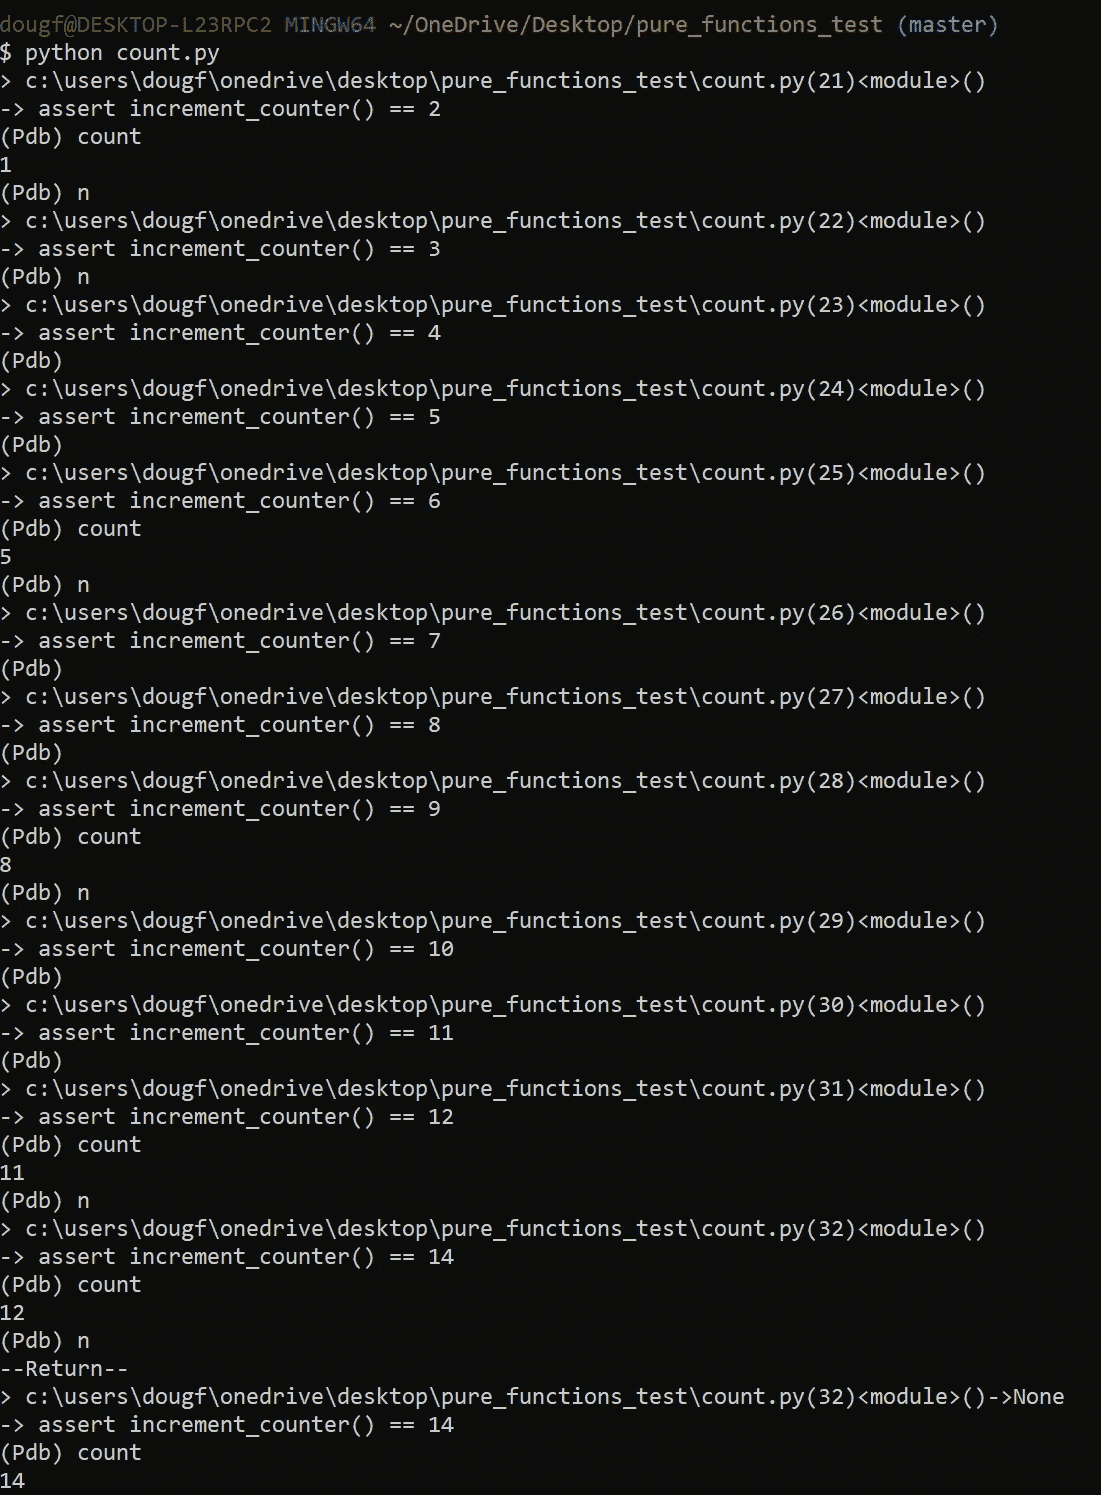 dougf@DESKTOP-L23RPC2 MINGW64 ~/OneDrive/Desktop/pure_functions_test (master)
$ python count.py
> c:\users\dougf\onedrive\desktop\pure_functions_test\count.py(21)<module>()
-> assert increment_counter() == 2
(Pdb) count
1
(Pdb) n
> c:\users\dougf\onedrive\desktop\pure_functions_test\count.py(22)<module>()
-> assert increment_counter() == 3
(Pdb) n
> c:\users\dougf\onedrive\desktop\pure_functions_test\count.py(23)<module>()
-> assert increment_counter() == 4
(Pdb)
> c:\users\dougf\onedrive\desktop\pure_functions_test\count.py(24)<module>()
-> assert increment_counter() == 5
(Pdb)
> c:\users\dougf\onedrive\desktop\pure_functions_test\count.py(25)<module>()
-> assert increment_counter() == 6
(Pdb) count
5
(Pdb) n
> c:\users\dougf\onedrive\desktop\pure_functions_test\count.py(26)<module>()
-> assert increment_counter() == 7
(Pdb)
> c:\users\dougf\onedrive\desktop\pure_functions_test\count.py(27)<module>()
-> assert increment_counter() == 8
(Pdb)
> c:\users\dougf\onedrive\desktop\pure_functions_test\count.py(28)<module>()
-> assert increment_counter() == 9
(Pdb) count
8
(Pdb) n
> c:\users\dougf\onedrive\desktop\pure_functions_test\count.py(29)<module>()
-> assert increment_counter() == 10
(Pdb)
> c:\users\dougf\onedrive\desktop\pure_functions_test\count.py(30)<module>()
-> assert increment_counter() == 11
(Pdb)
> c:\users\dougf\onedrive\desktop\pure_functions_test\count.py(31)<module>()
-> assert increment_counter() == 12
(Pdb) count
11
(Pdb) n
> c:\users\dougf\onedrive\desktop\pure_functions_test\count.py(32)<module>()
-> assert increment_counter() == 14
(Pdb) count
12
(Pdb) n
--Return--
> c:\users\dougf\onedrive\desktop\pure_functions_test\count.py(32)<module>()->None
-> assert increment_counter() == 14
(Pdb) count
14